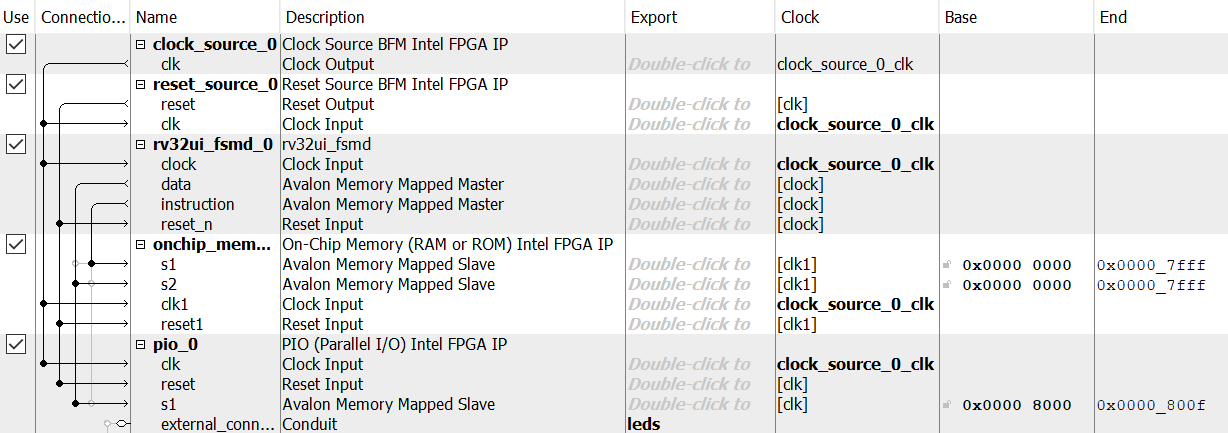 Use Connectio... Name Description Export Clock Base End
clock_source_0 Clock Source BFM Intel FPGA IP
clk Clock Output Double-click to clock_source_0_clk
reset_source_0 Reset Source BFM Intel FPGA IP
reset Reset Output Double-click to [clk]
clk Clock Input Double-click to clock_source_0_clk
rv32ui_fsmd_0 rv32ui_fsmd
clock Clock Input Double-click to clock_source_0_clk
data Avalon Memory Mapped Master Double-click to [clock]
instruction Avalon Memory Mapped Master Double-click to [clock]
reset_n Reset Input Double-click to [clock]
onchip_mem... On-Chip Memory (RAM or ROM) Intel FPGA IP
s1 Avalon Memory Mapped Slave Double-click to [clk1] 0x0000 0000 0x0000_7fff
s2 Avalon Memory Mapped Slave Double-click to [clk1] 0x0000 0000 0x0000_7fff
clk1 Clock Input Double-click to clock_source_0_clk
reset1 Reset Input Double-click to [clk1]
pio_0 PIO (Parallel I/O) Intel FPGA IP
clk Clock Input Double-click to clock_source_0_clk
reset Reset Input Double-click to [clk]
s1 Avalon Memory Mapped Slave Double-click to [clk] 0x0000 8000 0x0000_800f
external_conn... Conduit leds